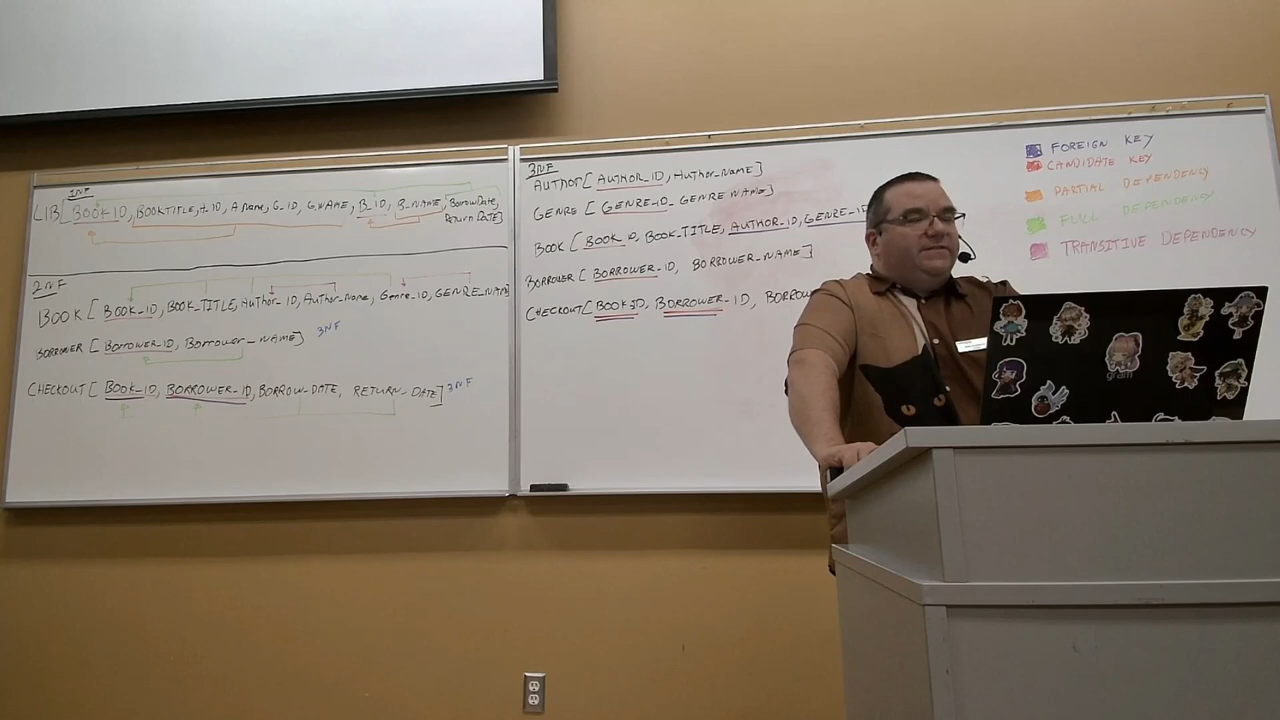 1NF
LIB[BOOK-ID, BOOKTITLE, A-ID, A Name, G-ID, G.NAME, B-ID, B-NAME, BorrowDate,
Return DATE]
2NF
BOOK [BOOK-ID, BOOK-TITLE, Author-ID, Author-Name, Genre-ID, GENRE-NAME
BORROWER [BORROWER-ID, Borrower-NAME] 3NF
CHECKOUT [BOOK-ID, BORROWER-ID, BORROW-DATE, RETURN-DATE] 3NF
3NF
AUTHOR [AUTHOR-ID, Author-Name]
GENRE [GENRE-ID, GENRE NAME]
BOOK [BOOK-ID, BOOK-TITLE, AUTHOR-ID, GENRE-ID
BORROWER [BORROWER-ID, BORROWER-NAME]
CHECKOUT [BOOK-ID, BORROWER-ID,
FOREIGN KEY
CANDIDATE KEY
PARTIAL DEPENDENCY
FULL DEPENDENCY
TRANSITIVE DEPENDENCY
gram